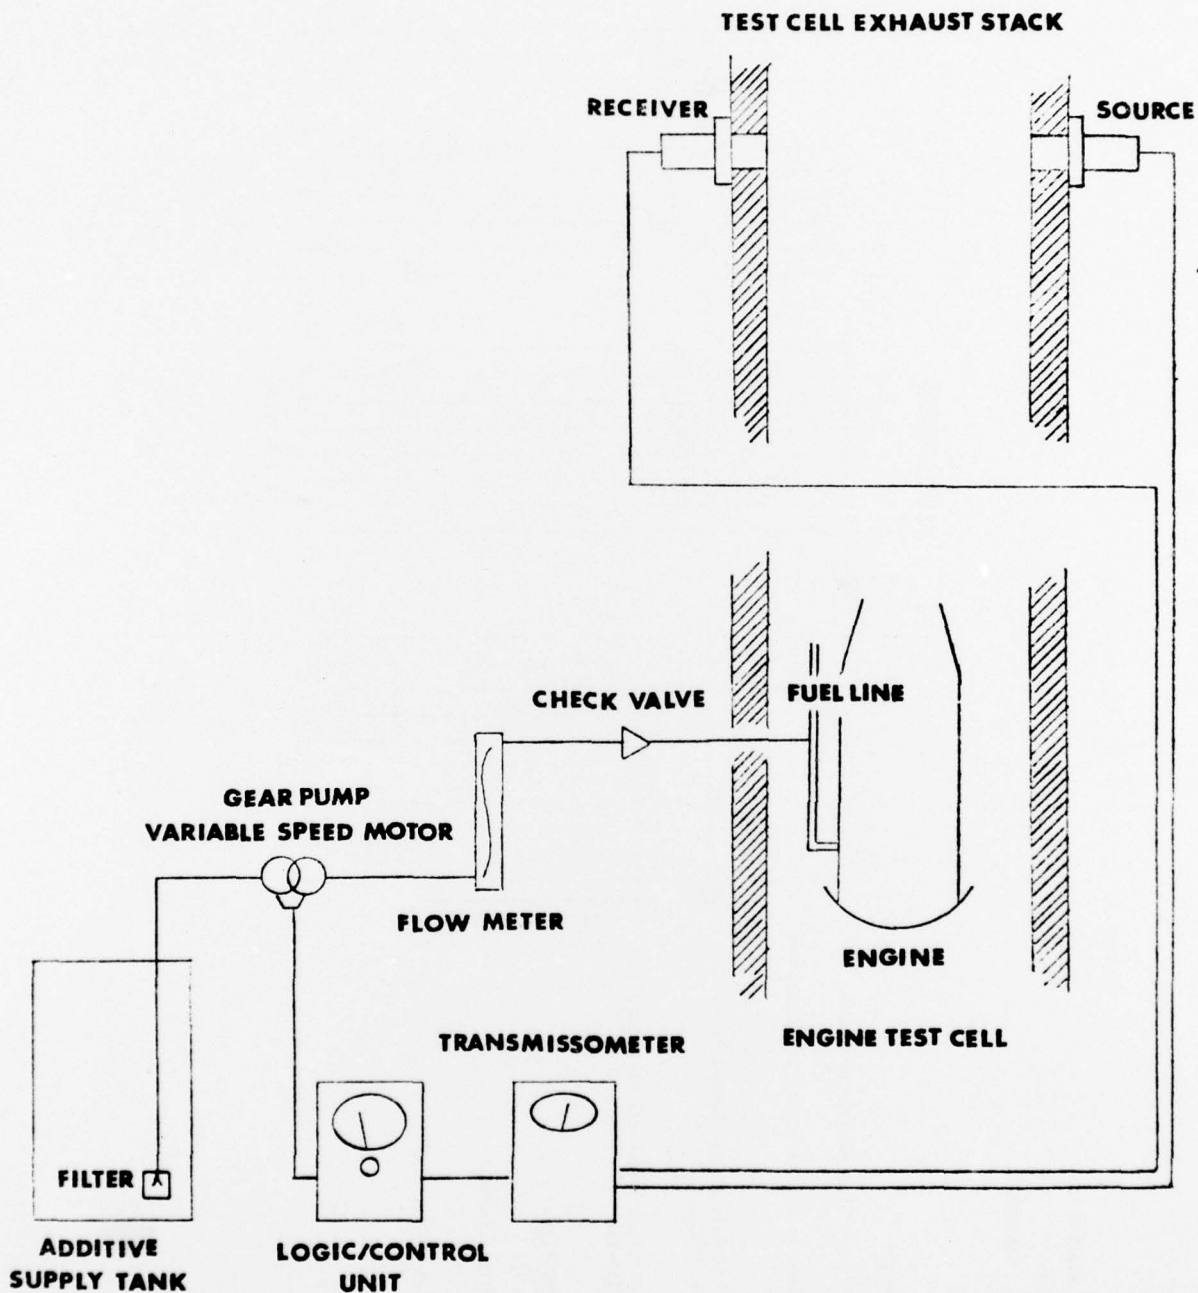 TEST CELL EXHAUST STACK
RECEIVER
SOURCE
CHECK VALVE
FUEL LINE
GEAR PUMP
VARIABLE SPEED MOTOR
FLOW METER
ENGINE
TRANSMISSOMETER
ENGINE TEST CELL
FILTER
ADDITIVE
SUPPLY TANK
LOGIC/CONTROL
UNIT